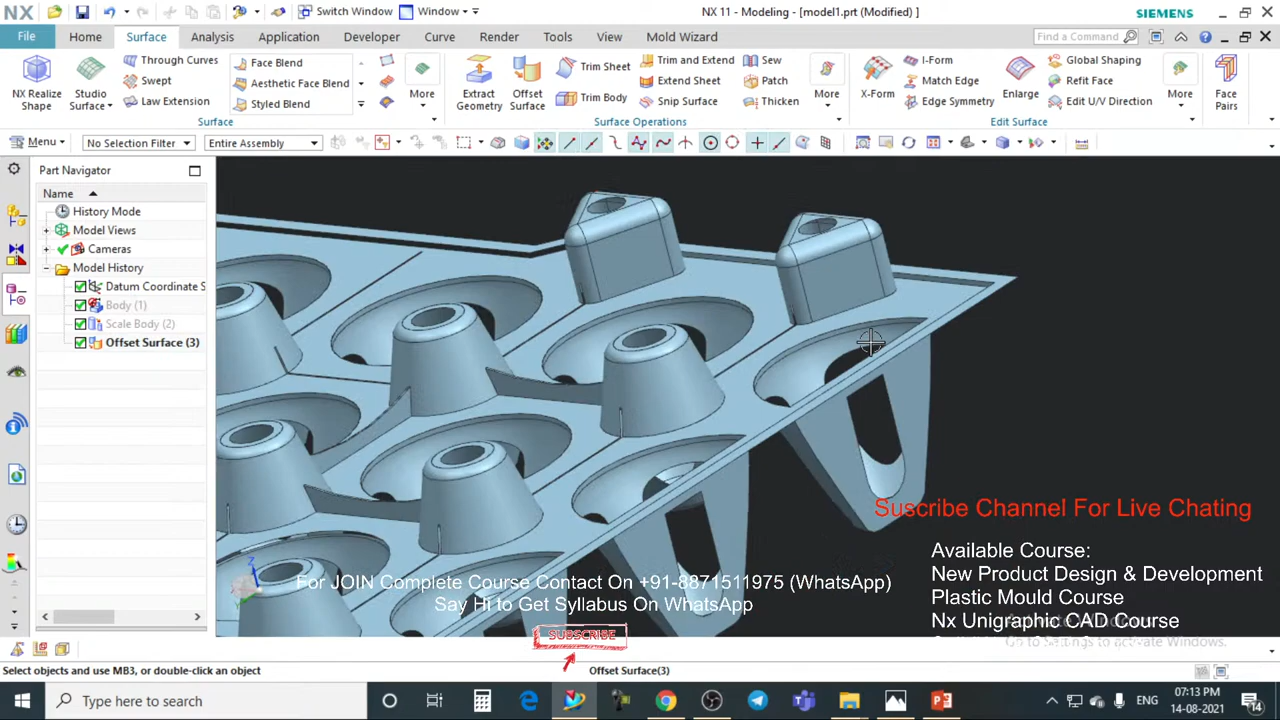 NX Switch Window Window NX 11 - Modeling - [model1.prt (Modified) ] SIEMENS
File Home Surface Analysis Application Developer Curve Render Tools View Mold Wizard Find a Command
Through Curves Face Blend Trim Sheet Trim and Extend Sew I-Form Match Edge Global Shaping
NX Realize Shape Studio Surface Swept Aesthetic Face Blend More Extract Geometry Offset Surface Extend Sheet Patch More X-Form Refit Face Enlarge More Face Pairs
Law Extension Styled Blend Trim Body Snip Surface Thicken Edge Symmetry Edit U/V Direction
Surface Surface Operations Edit Surface
Menu No Selection Filter Entire Assembly
Part Navigator
Name
History Mode
Model Views
Cameras
Model History
Datum Coordinate S
Body (1)
Scale Body (2)
Offset Surface (3)
Suscribe Channel For Live Chating
Available Course:
New Product Design & Development
Plastic Mould Course
Nx Unigraphic CAD Course
For JOIN Complete Course Contact On +91-8871511975 (WhatsApp)
Say Hi to Get Syllabus On WhatsApp
SUBSCRIBE
Go to Settings to activate Windows.
Select objects and use MB3, or double-click an object Offset Surface(3)
Type here to search ENG 07:13 PM
14-08-2021 14